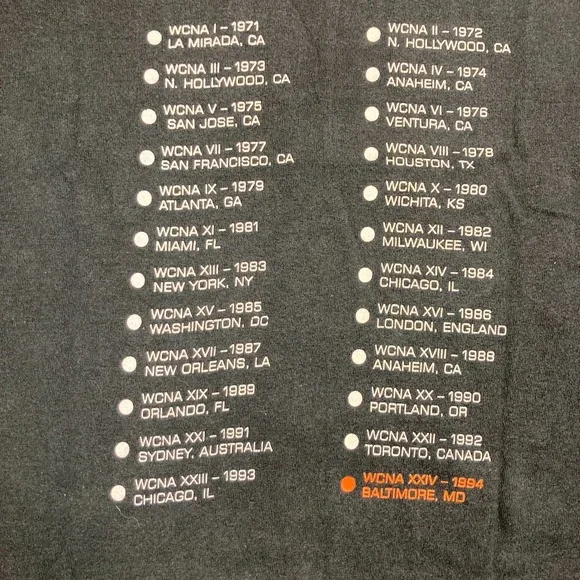 WCNA I – 1971
LA MIRADA, CA
WCNA II – 1972
N. HOLLYWOOD, CA
WCNA III – 1973
N. HOLLYWOOD, CA
WCNA IV – 1974
ANAHEIM, CA
WCNA V – 1975
SAN JOSE, CA
WCNA VI – 1976
VENTURA, CA
WCNA VII – 1977
SAN FRANCISCO, CA
WCNA VIII – 1978
HOUSTON, TX
WCNA IX – 1979
ATLANTA, GA
WCNA X – 1980
WICHITA, KS
WCNA XI – 1981
MIAMI, FL
WCNA XII – 1982
MILWAUKEE, WI
WCNA XIII – 1983
NEW YORK, NY
WCNA XIV – 1984
CHICAGO, IL
WCNA XV – 1985
WASHINGTON, DC
WCNA XVI – 1986
LONDON, ENGLAND
WCNA XVII – 1987
NEW ORLEANS, LA
WCNA XVIII – 1988
ANAHEIM, CA
WCNA XIX – 1989
ORLANDO, FL
WCNA XX – 1990
PORTLAND, OR
WCNA XXI – 1991
SYDNEY, AUSTRALIA
WCNA XXII – 1992
TORONTO, CANADA
WCNA XXIII – 1993
CHICAGO, IL
WCNA XXIV – 1994
BALTIMORE, MD